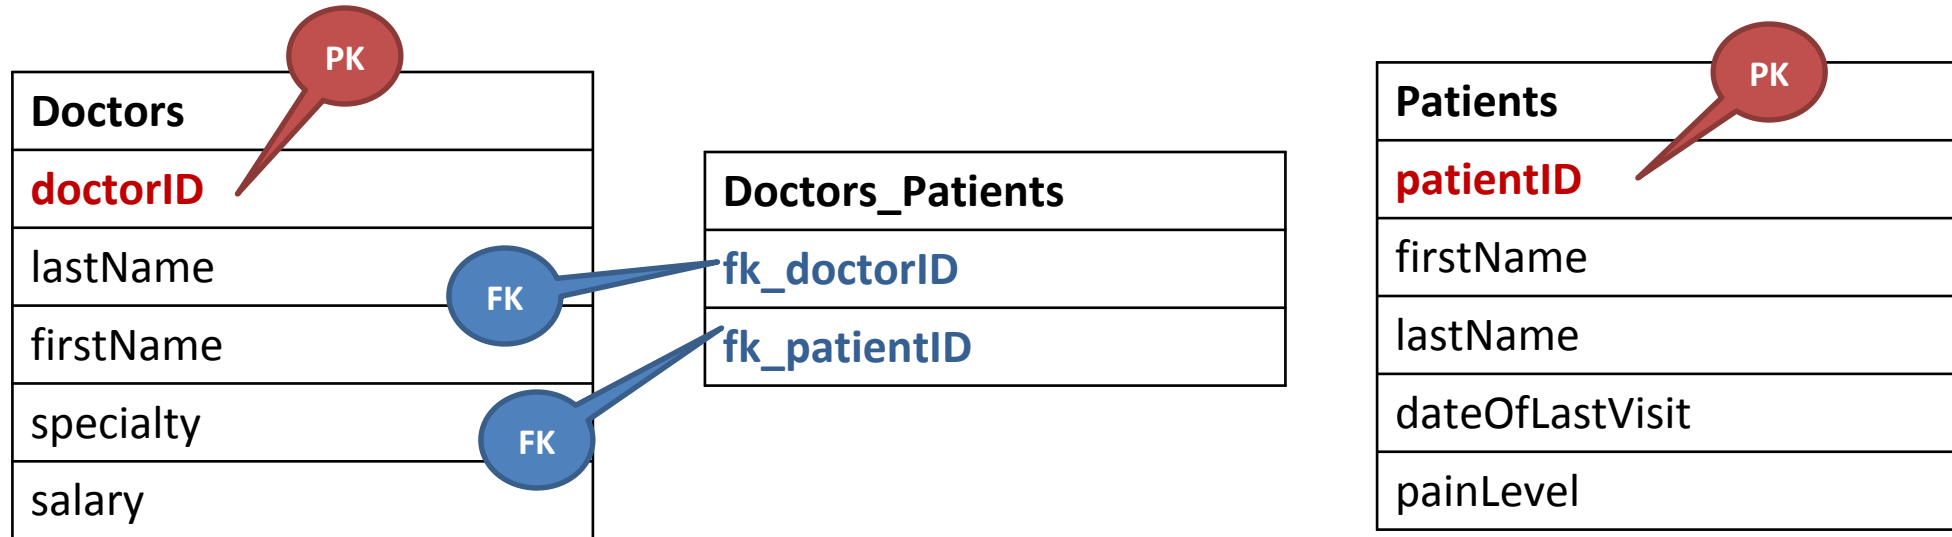 PK
Doctors
doctorID
lastName
firstName
specialty
salary
FK
FK
Doctors_Patients
fk_doctorID
fk_patientID
PK
Patients
patientID
firstName
lastName
dateOfLastVisit
painLevel